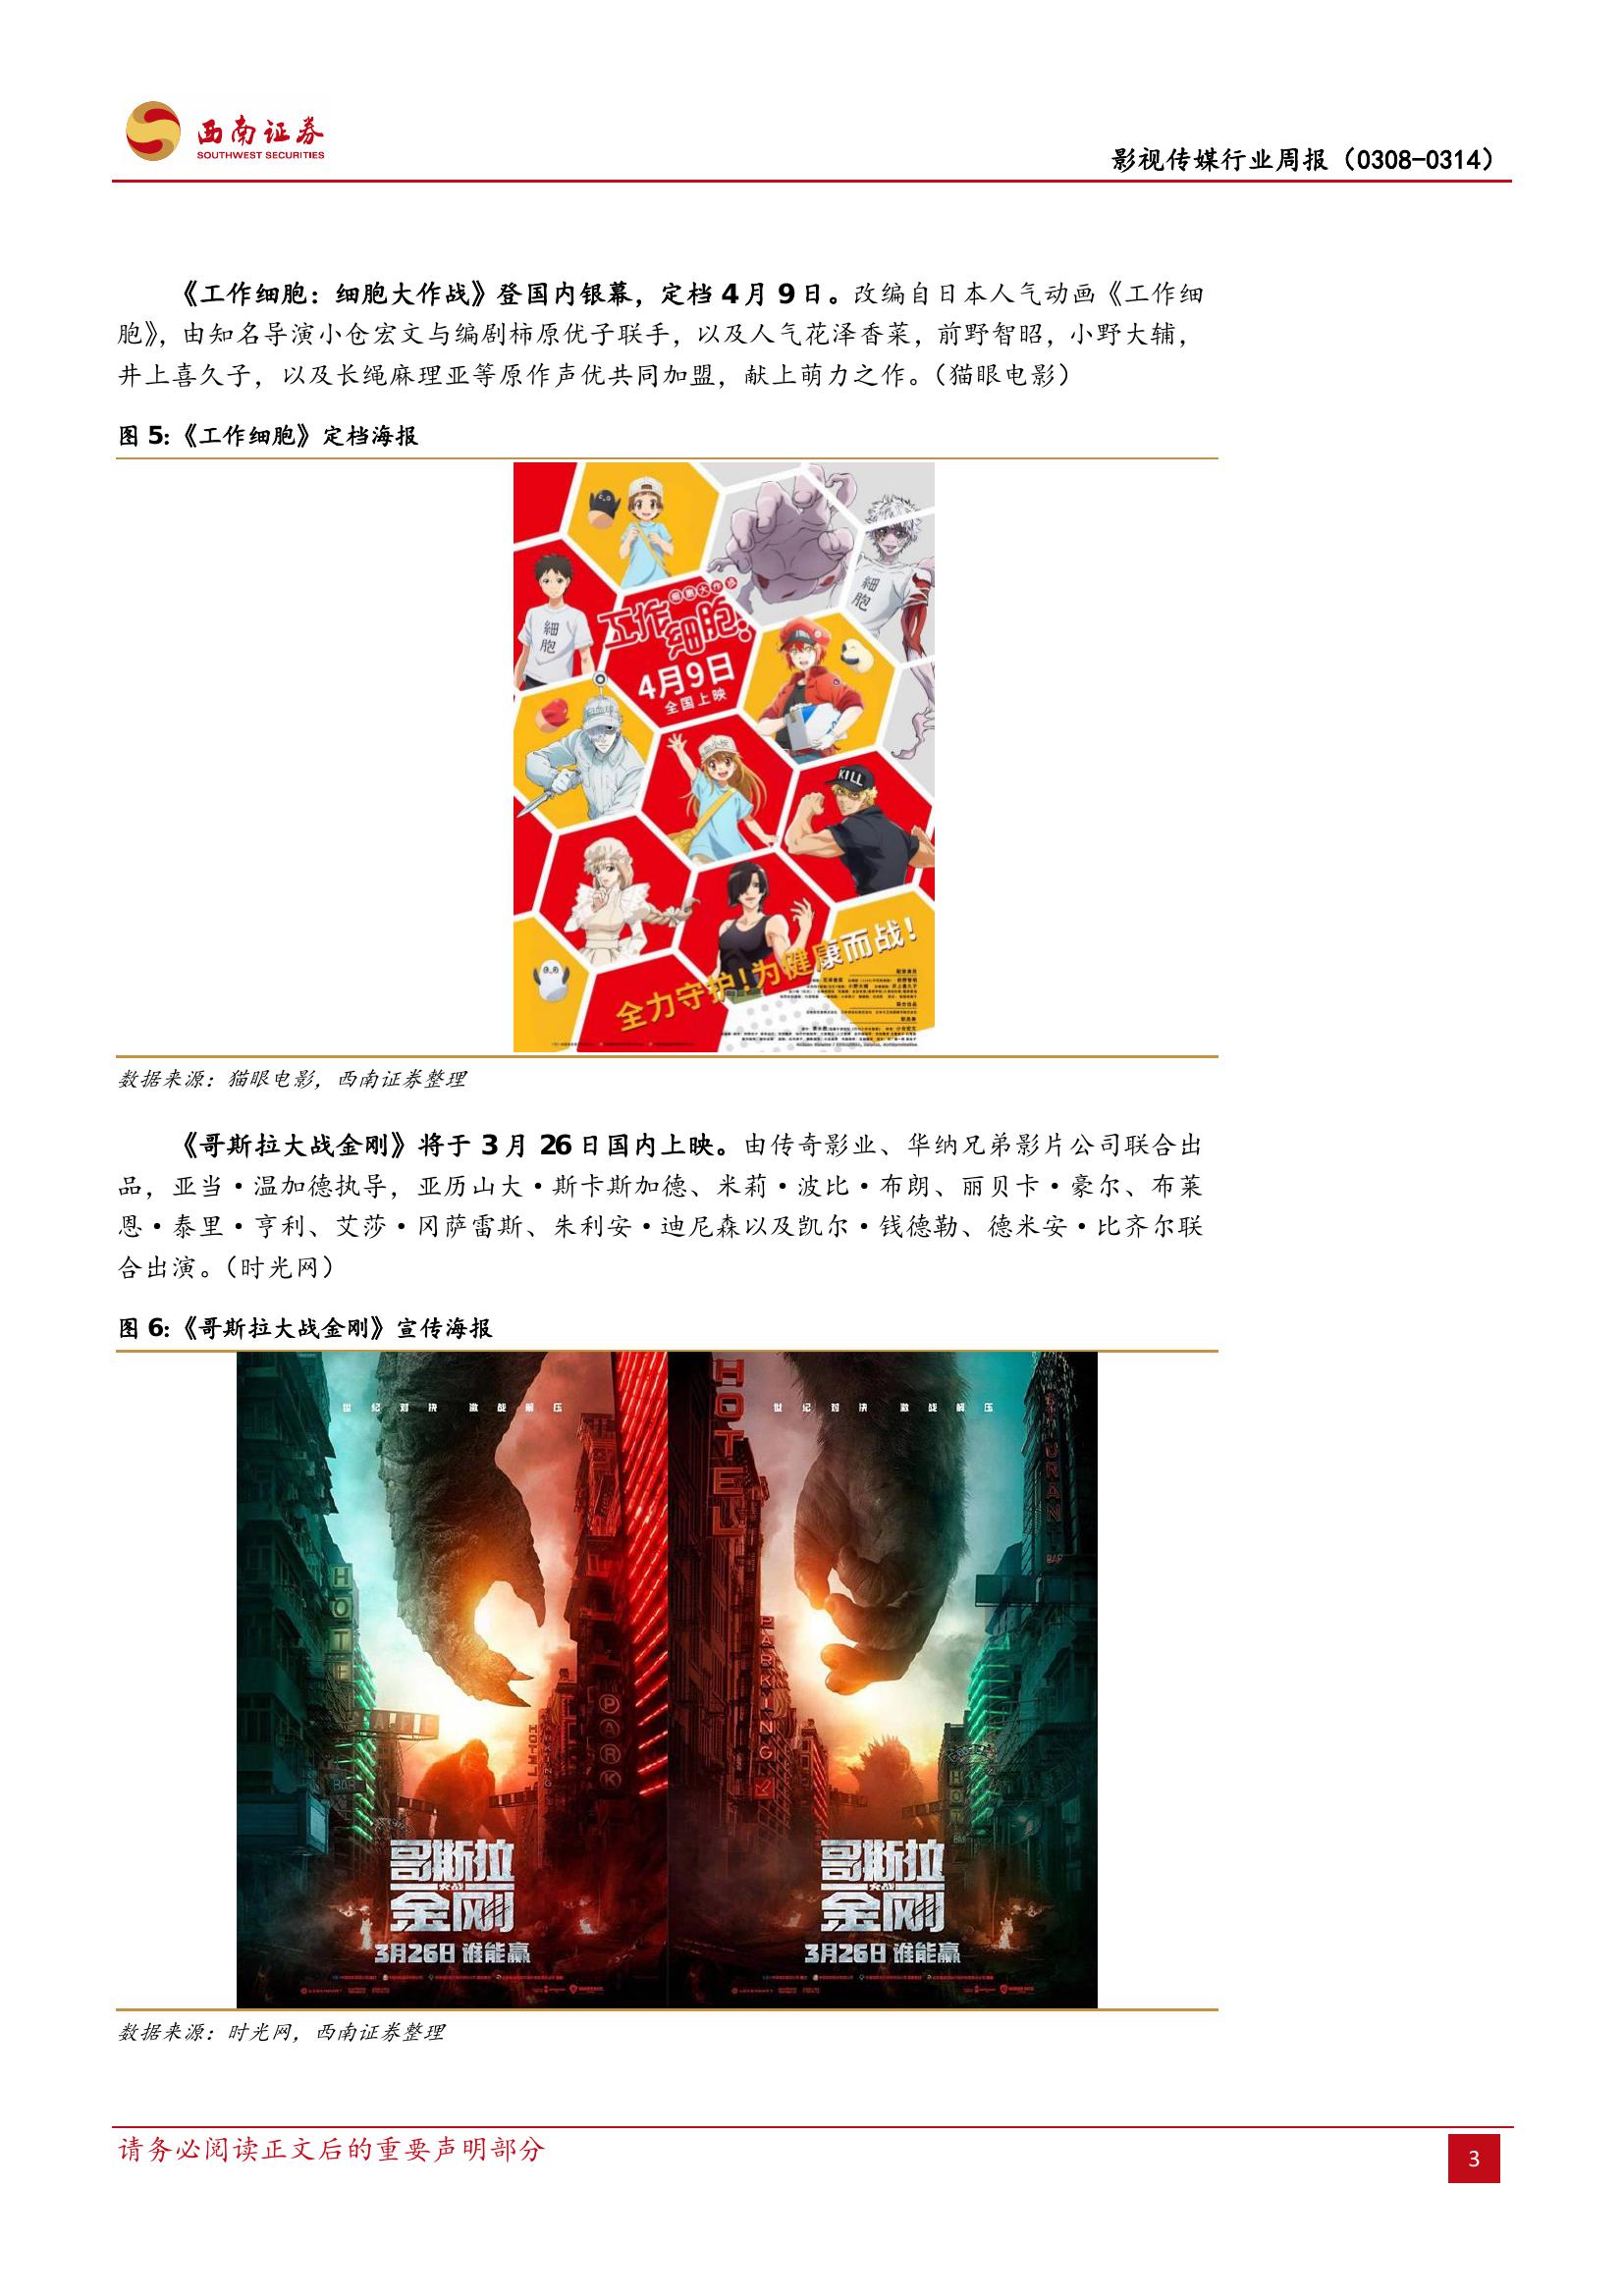 西南证券
SOUTHWEST SECURITIES
影视传媒行业周报（0308-0314）
《工作细胞：细胞大作战》登国内银幕，定档 4 月 9 日。改编自日本人气动画《工作细
胞》，由知名导演小仓宏文与编剧柿原优子联手，以及人气花泽香菜，前野智昭，小野大辅，
井上喜久子，以及长绳麻理亚等原作声优共同加盟，献上萌力之作。（猫眼电影）
图 5：《工作细胞》定档海报
細胞
細胞
细胞大作战
工作细胞！
4月9日
全国上映
KILL
全力守护！为健康而战！
数据来源：猫眼电影，西南证券整理
《哥斯拉大战金刚》将于 3 月 26 日国内上映。由传奇影业、华纳兄弟影片公司联合出
品，亚当·温加德执导，亚历山大·斯卡斯加德、米莉·波比·布朗、丽贝卡·豪尔、布莱
恩·泰里·亨利、艾莎·冈萨雷斯、朱利安·迪尼森以及凯尔·钱德勒、德米安·比齐尔联
合出演。（时光网）
图 6：《哥斯拉大战金刚》宣传海报
世纪对决 激战解压
HOTE
PARK
BAR
哥斯拉
大战
金刚
3月26日 谁能赢
世纪对决 激战解压
HOTEL
PARKING
BAR
HOT
哥斯拉
大战
金刚
3月26日 谁能赢
数据来源：时光网，西南证券整理
请务必阅读正文后的重要声明部分
3